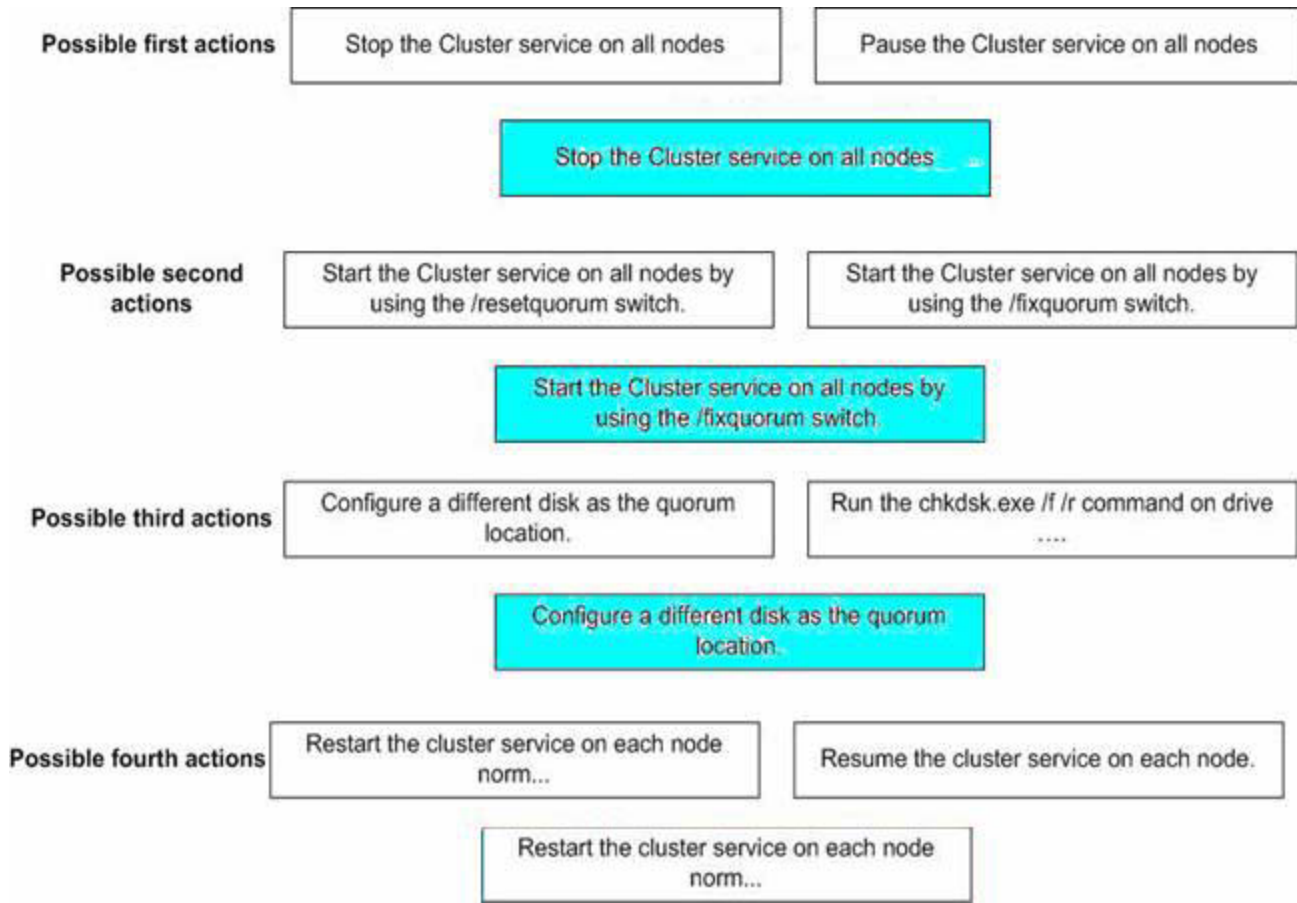 Possible first actions
Stop the Cluster service on all nodes
Pause the Cluster service on all nodes
Stop the Cluster service on all nodes
Possible second
actions
Start the Cluster service on all nodes by
using the /resetquorum switch.
Start the Cluster service on all nodes by
using the /fixquorum switch.
Start the Cluster service on all nodes by
using the /fixquorum switch.
Possible third actions
Configure a different disk as the quorum
location.
Run the chkdsk.exe /f /r command on drive
....
Configure a different disk as the quorum
location.
Possible fourth actions
Restart the cluster service on each node
norm...
Resume the cluster service on each node.
Restart the cluster service on each node
norm...